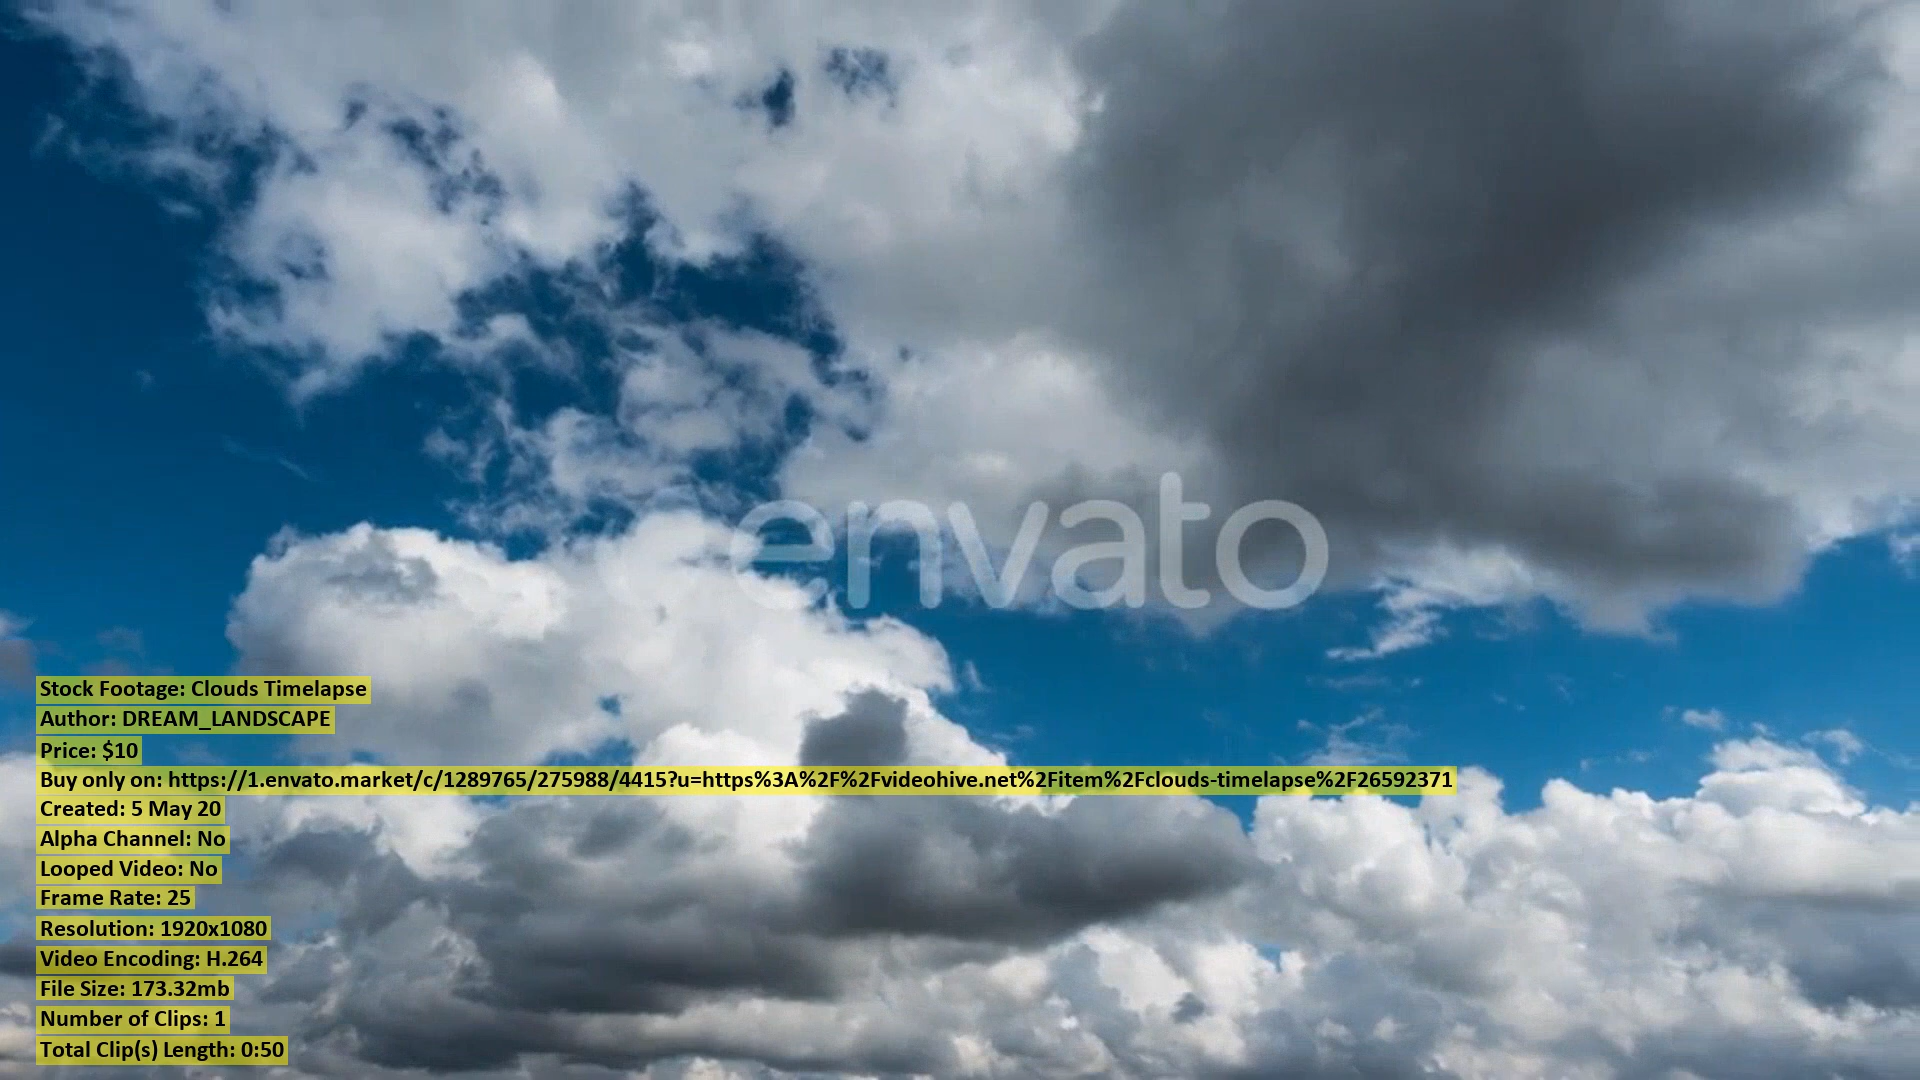 envato
Stock Footage: Clouds Timelapse
Author: DREAM_LANDSCAPE
Price: $10
Buy only on: https://1.envato.market/c/1289765/275988/4415?u=https%3A%2F%2Fvideohive.net%2Fitem%2Fclouds-timelapse%2F26592371
Created: 5 May 20
Alpha Channel: No
Looped Video: No
Frame Rate: 25
Resolution: 1920x1080
Video Encoding: H.264
File Size: 173.32mb
Number of Clips: 1
Total Clip(s) Length: 0:50